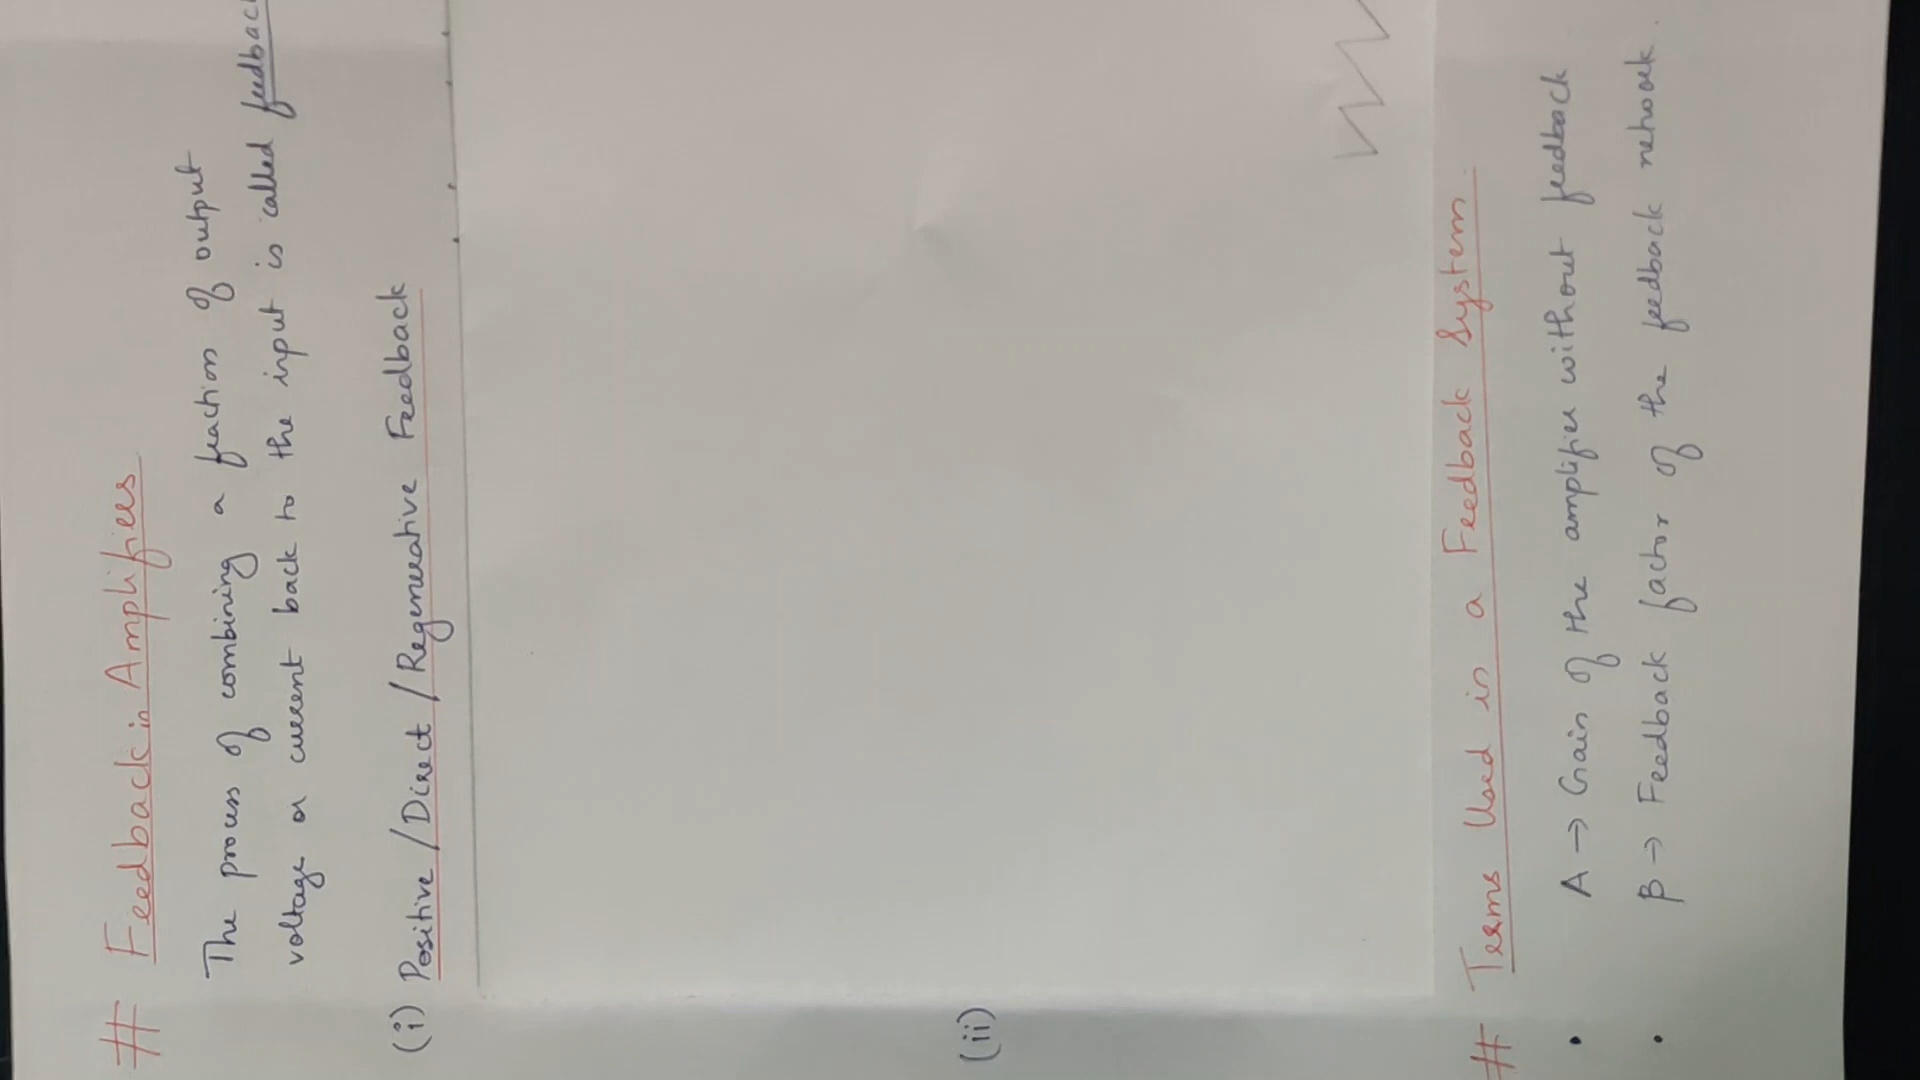 # Feedback in Amplifiers
The process of combining a fraction of output
voltage or current back to the input is called feedbac
(i) Positive / Direct / Regenerative Feedback
(ii)
# Terms Used in a Feedback System.
• A → Gain of the amplifier without feedback
• β → Feedback factor of the feedback network.